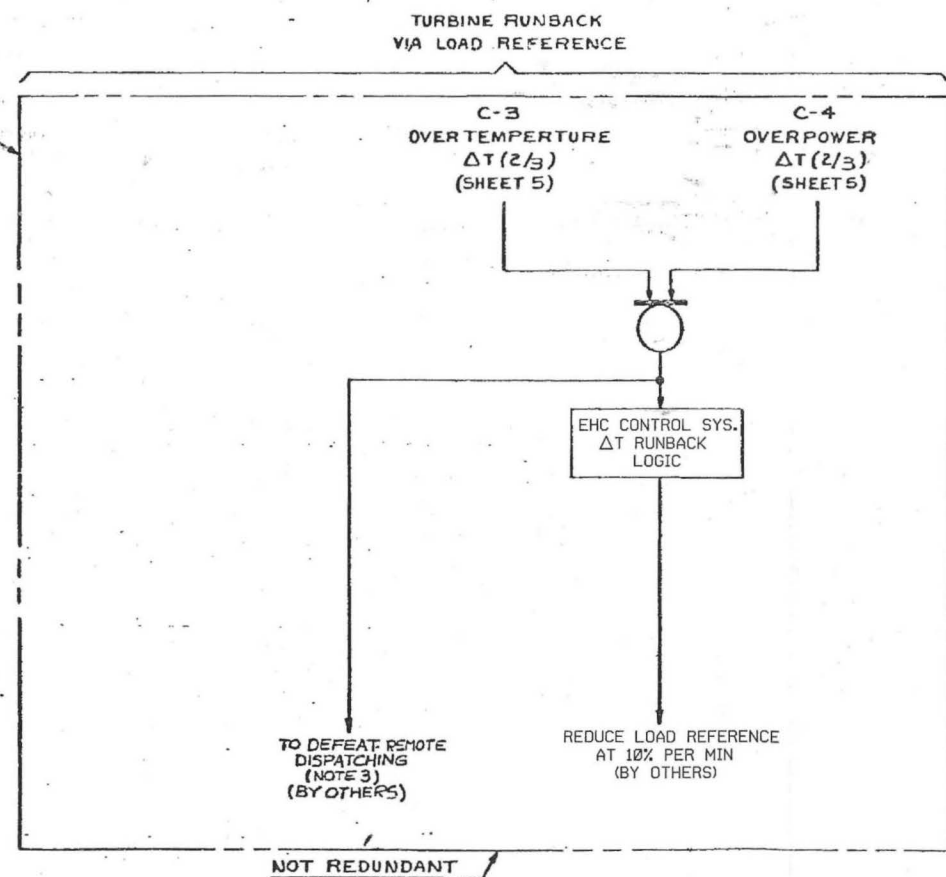 TURBINE RUNBACK
VIA LOAD REFERENCE
C-3
OVERTEMPERTURE
ΔT (2/3)
(SHEET 5)
C-4
OVERPOWER
ΔT (2/3)
(SHEET 5)
EHC CONTROL SYS.
ΔT RUNBACK
LOGIC
TO DEFEAT REMOTE
DISPATCHING
(NOTE 3)
(BY OTHERS)
REDUCE LOAD REFERENCE
AT 10% PER MIN
(BY OTHERS)
NOT REDUNDANT